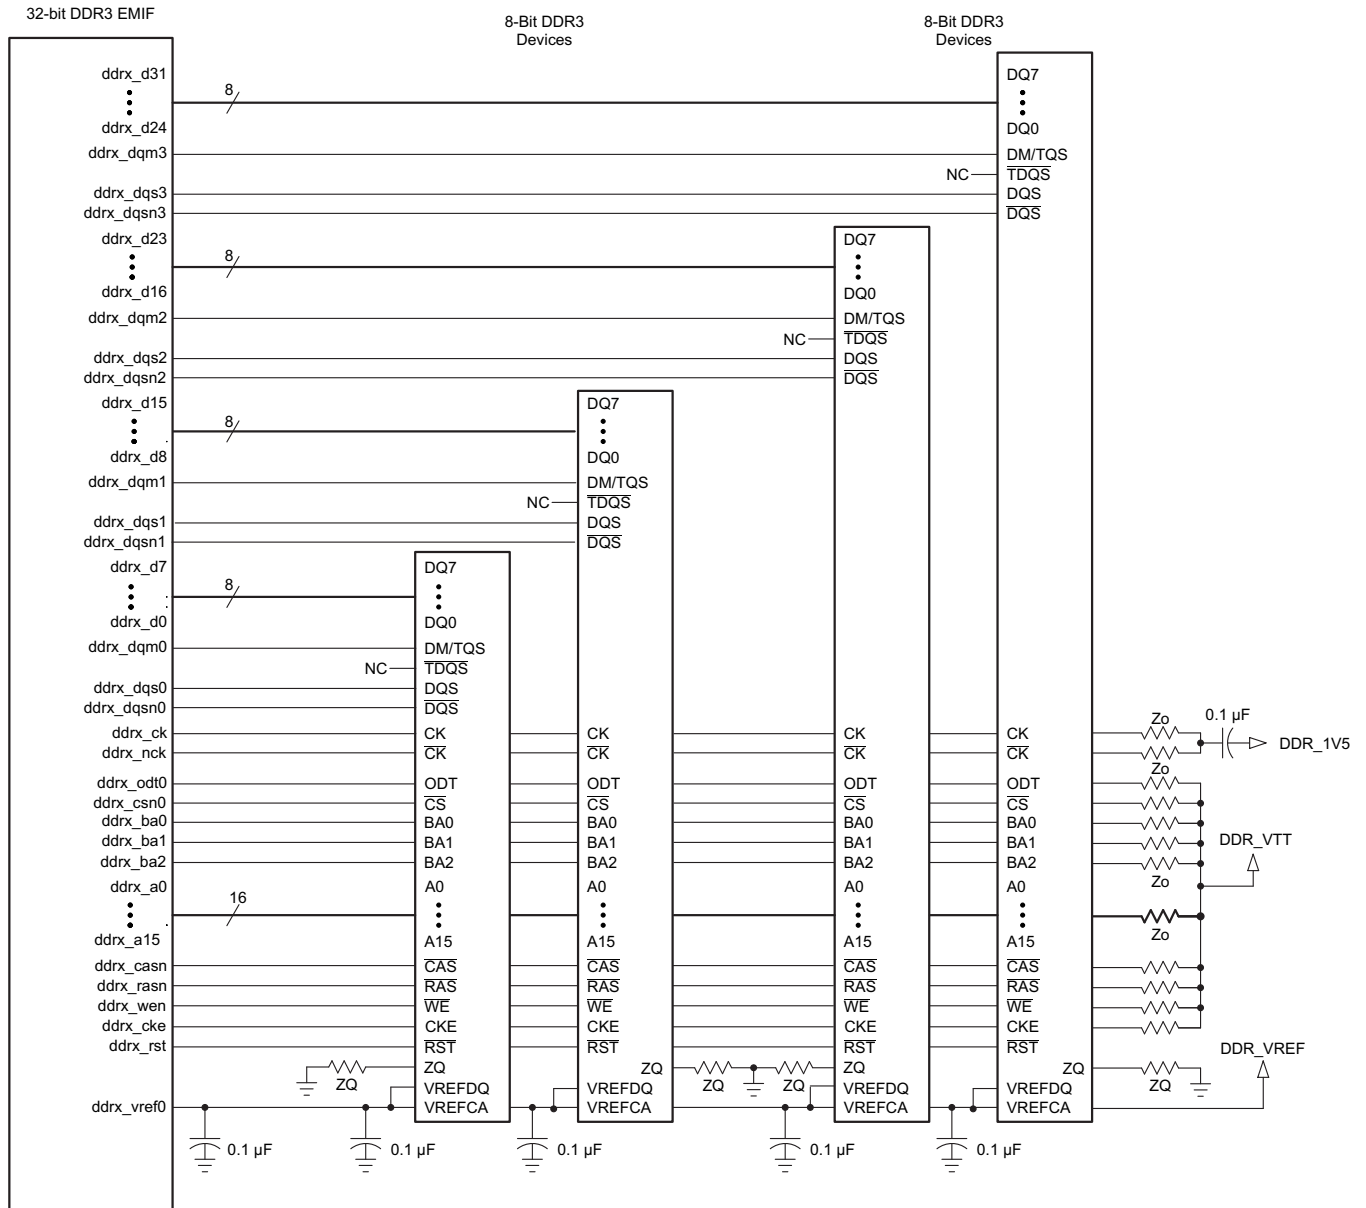 32-bit DDR3 EMIF
8-Bit DDR3
Devices
8-Bit DDR3
Devices
ddrx_d31
8
DQ7
ddrx_d24
DQ0
ddrx_dqm3
DM/TQS
NC
TDQS
ddrx_dqs3
DQS
ddrx_dqsn3
DQS
ddrx_d23
8
DQ7
ddrx_d16
DQ0
ddrx_dqm2
DM/TQS
NC
TDQS
ddrx_dqs2
DQS
ddrx_dqsn2
DQS
ddrx_d15
8
DQ7
ddrx_d8
DQ0
ddrx_dqm1
DM/TQS
NC
TDQS
ddrx_dqs1
DQS
ddrx_dqsn1
DQS
ddrx_d7
8
DQ7
ddrx_d0
DQ0
ddrx_dqm0
DM/TQS
NC
TDQS
ddrx_dqs0
DQS
ddrx_dqsn0
DQS
Zo
0.1 µF
ddrx_ck CK CK CK CK
DDR_1V5
ddrx_nck CK CK CK CK
Zo
ddrx_odt0 ODT ODT ODT ODT
ddrx_csn0 CS CS CS CS
ddrx_ba0 BA0 BA0 BA0 BA0
ddrx_ba1 BA1 BA1 BA1 BA1
DDR_VTT
ddrx_ba2 BA2 BA2 BA2 BA2
Zo
ddrx_a0 A0 A0 A0 A0
16
Zo
ddrx_a15 A15 A15 A15 A15
ddrx_casn CAS CAS CAS CAS
ddrx_rasn RAS RAS RAS RAS
ddrx_wen WE WE WE WE
ddrx_cke CKE CKE CKE CKE
ddrx_rst RST RST RST RST
DDR_VREF
ZQ ZQ ZQ ZQ
ZQ ZQ ZQ ZQ
VREFDQ VREFDQ VREFDQ VREFDQ
ddrx_vref0 VREFCA VREFCA VREFCA VREFCA
0.1 µF 0.1 µF 0.1 µF 0.1 µF 0.1 µF